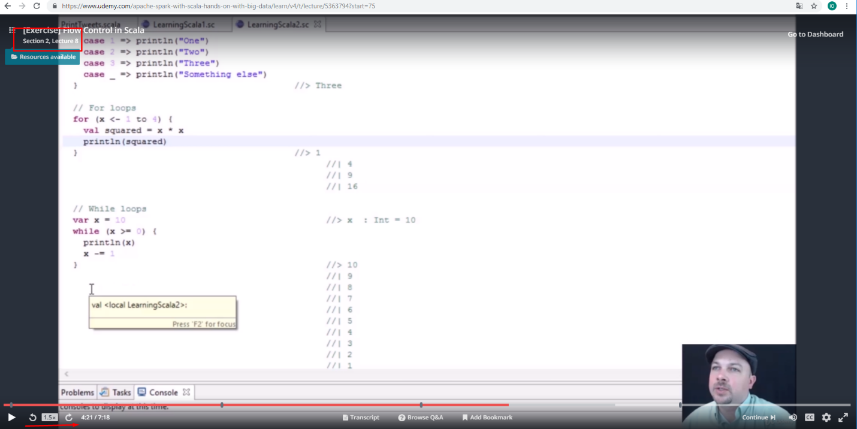 https://www.udemy.com/apache-spark-with-scala-hands-on-with-big-data/learn/v4/t/lecture/5363794?start=75
PrintTweets.scala LearningScala1.sc LearningScala2.sc
[Exercise] Flow Control in Scala
Section 2, Lecture 8
Go to Dashboard
Resources available
case 1 => println("One")
case 2 => println("Two")
case 3 => println("Three")
case _ => println("Something else")
} //> Three
// For loops
for (x <- 1 to 4) {
val squared = x * x
println(squared)
} //> 1
//| 4
//| 9
//| 16
// While loops
var x = 10 //> x : Int = 10
while (x >= 0) {
println(x)
x -= 1
} //> 10
//| 9
//| 8
//| 7
//| 6
//| 5
//| 4
//| 3
//| 2
//| 1
val <local LearningScala2>:
Press 'F2' for focus
Problems Tasks Console
consoles to display at this time.
1.5x 4:21 / 7:18 Transcript Browse Q&A Add Bookmark Continue